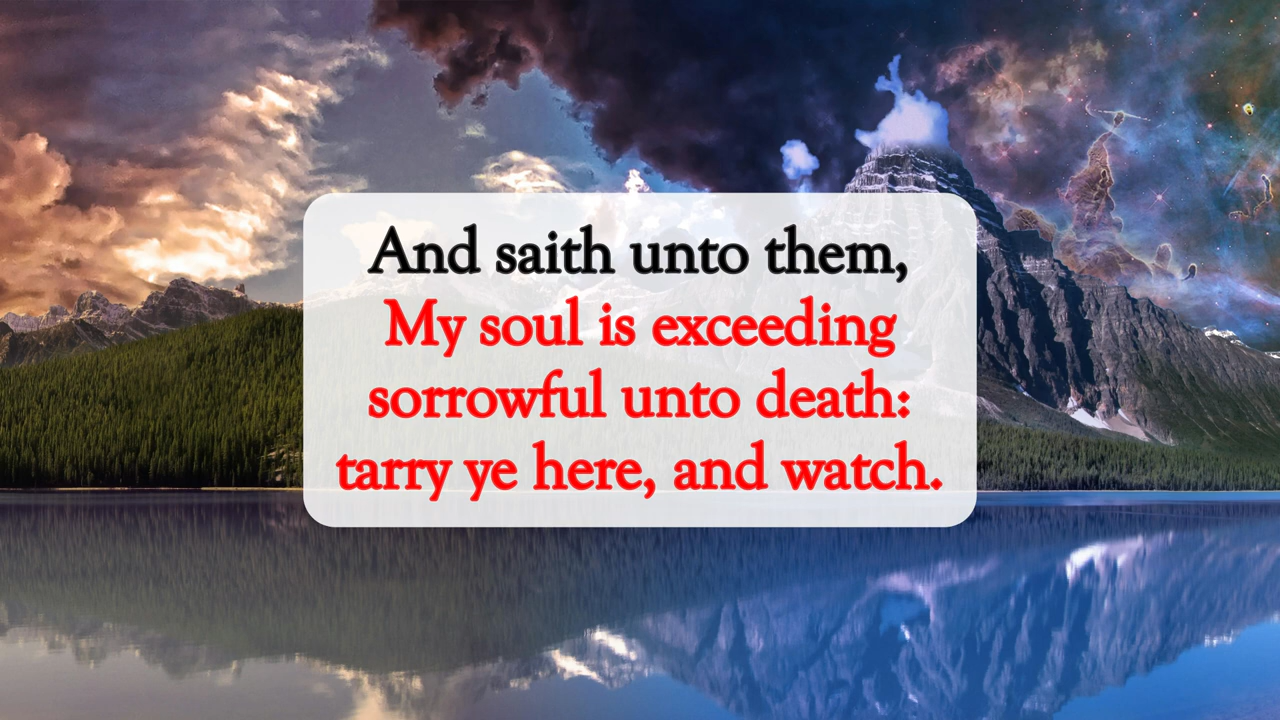 And saith unto them,
My soul is exceeding
sorrowful unto death:
tarry ye here, and watch.